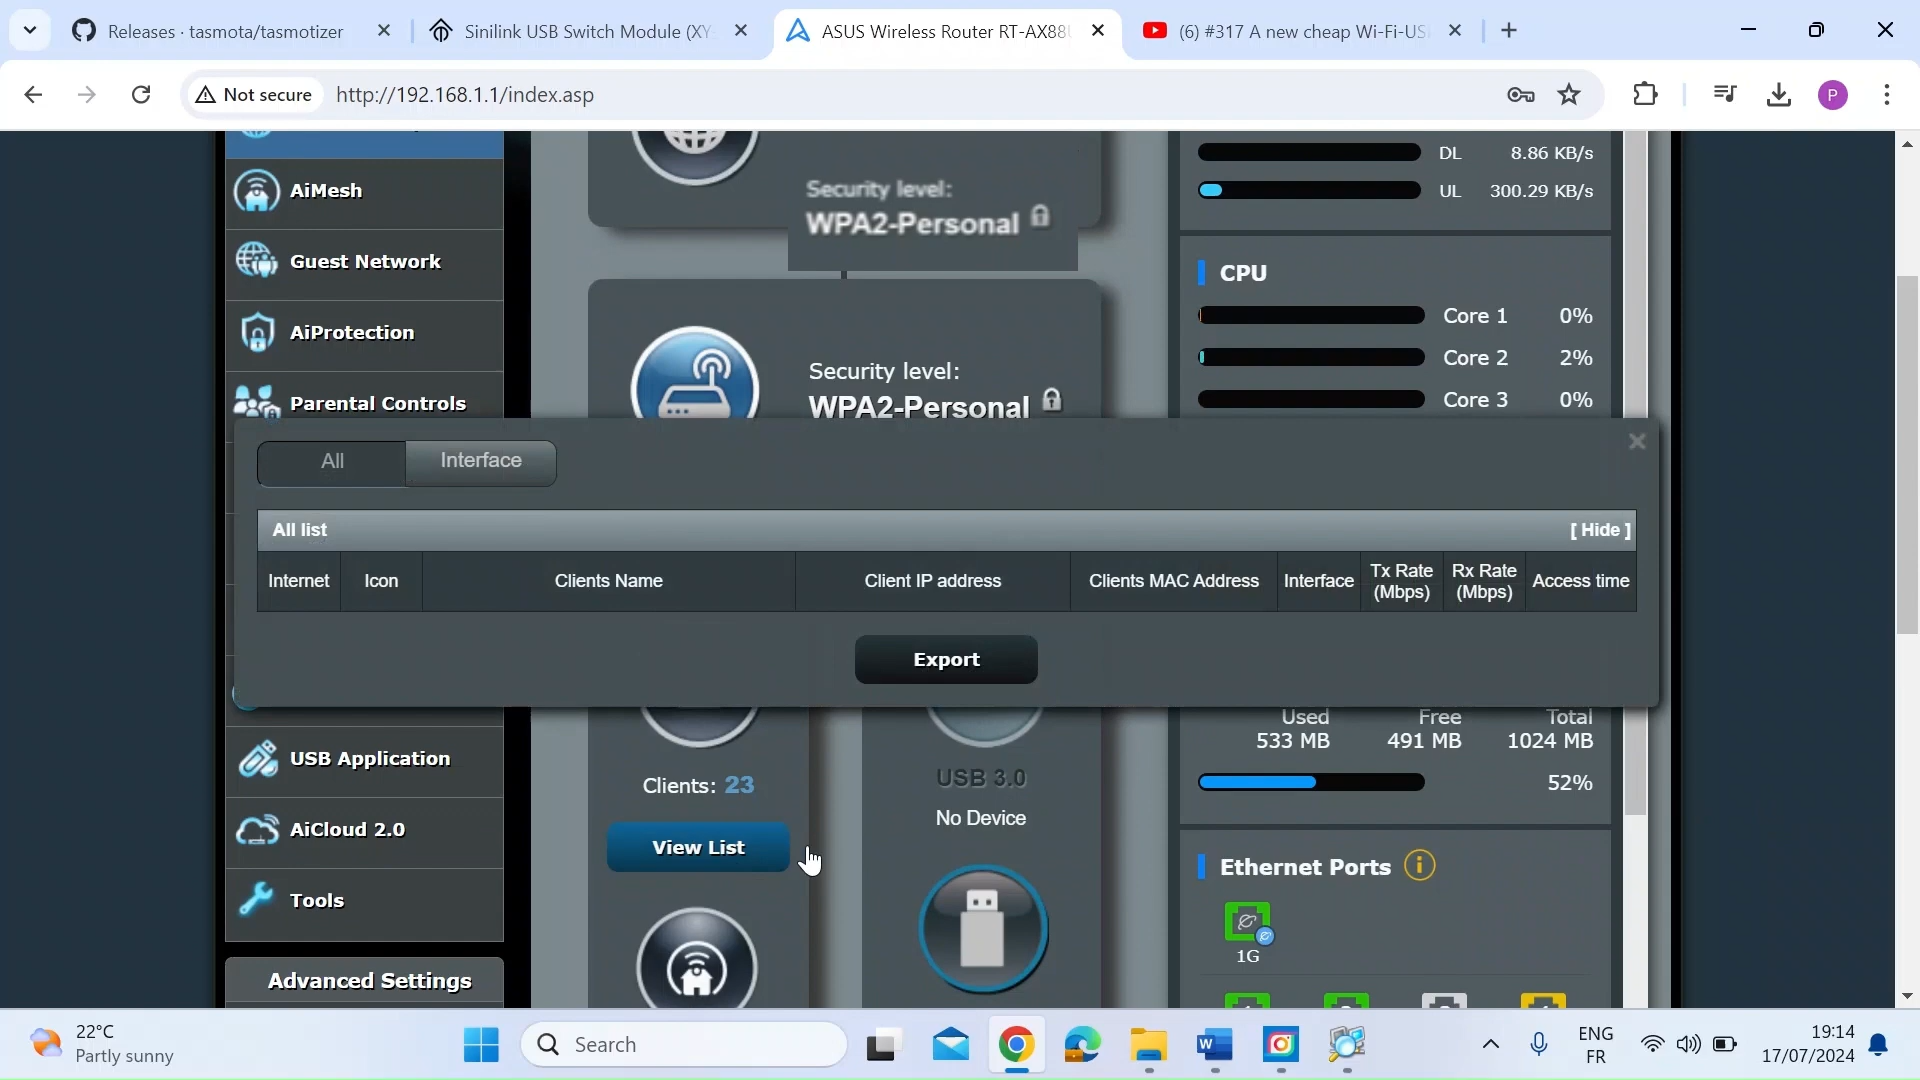 Releases · tasmota/tasmotizer
Sinilink USB Switch Module (XY-
ASUS Wireless Router RT-AX88U
(6) #317 A new cheap Wi-Fi-US
Not secure
http://192.168.1.1/index.asp
P
AiMesh
Guest Network
AiProtection
Parental Controls
Security level:
WPA2-Personal
Security level:
WPA2-Personal
DL 8.86 KB/s
UL 300.29 KB/s
CPU
Core 1 0%
Core 2 2%
Core 3 0%
All Interface
All list [ Hide ]
Internet Icon Clients Name Client IP address Clients MAC Address Interface Tx Rate (Mbps) Rx Rate (Mbps) Access time
Export
USB Application
AiCloud 2.0
Tools
Advanced Settings
Clients: 23
View List
USB 3.0
No Device
Used Free Total
533 MB 491 MB 1024 MB
52%
Ethernet Ports
1G
22°C
Partly sunny
Search
ENG
FR
19:14
17/07/2024